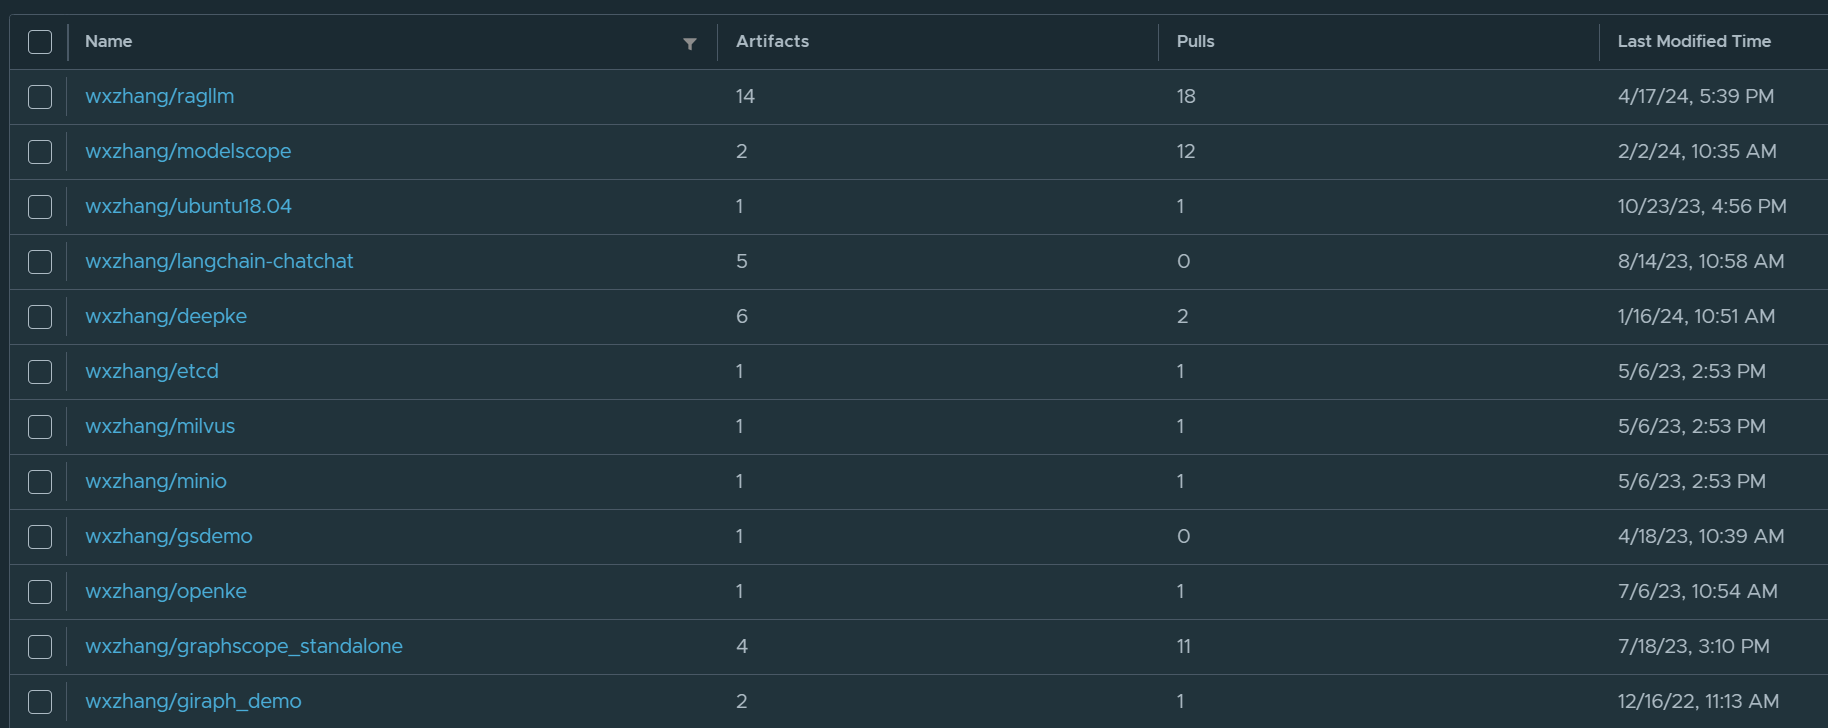 Name Artifacts Pulls Last Modified Time
wxzhang/ragllm 14 18 4/17/24, 5:39 PM
wxzhang/modelscope 2 12 2/2/24, 10:35 AM
wxzhang/ubuntu18.04 1 1 10/23/23, 4:56 PM
wxzhang/langchain-chatchat 5 0 8/14/23, 10:58 AM
wxzhang/deepke 6 2 1/16/24, 10:51 AM
wxzhang/etcd 1 1 5/6/23, 2:53 PM
wxzhang/milvus 1 1 5/6/23, 2:53 PM
wxzhang/minio 1 1 5/6/23, 2:53 PM
wxzhang/gsdemo 1 0 4/18/23, 10:39 AM
wxzhang/openke 1 1 7/6/23, 10:54 AM
wxzhang/graphscope_standalone 4 11 7/18/23, 3:10 PM
wxzhang/giraph_demo 2 1 12/16/22, 11:13 AM